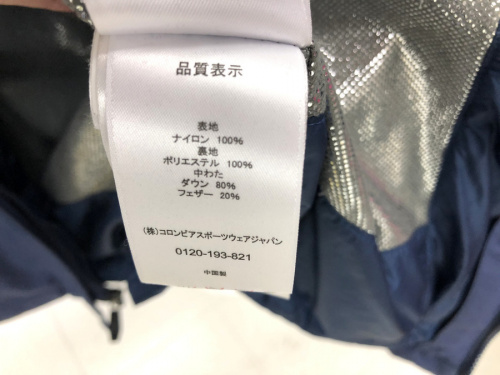 品質表示
表地
ナイロン 100%
裏地
ポリエステル 100%
中わた
ダウン 80%
フェザー 20%
(株)コロンビアスポーツウェアジャパン
0120-193-821
中国製